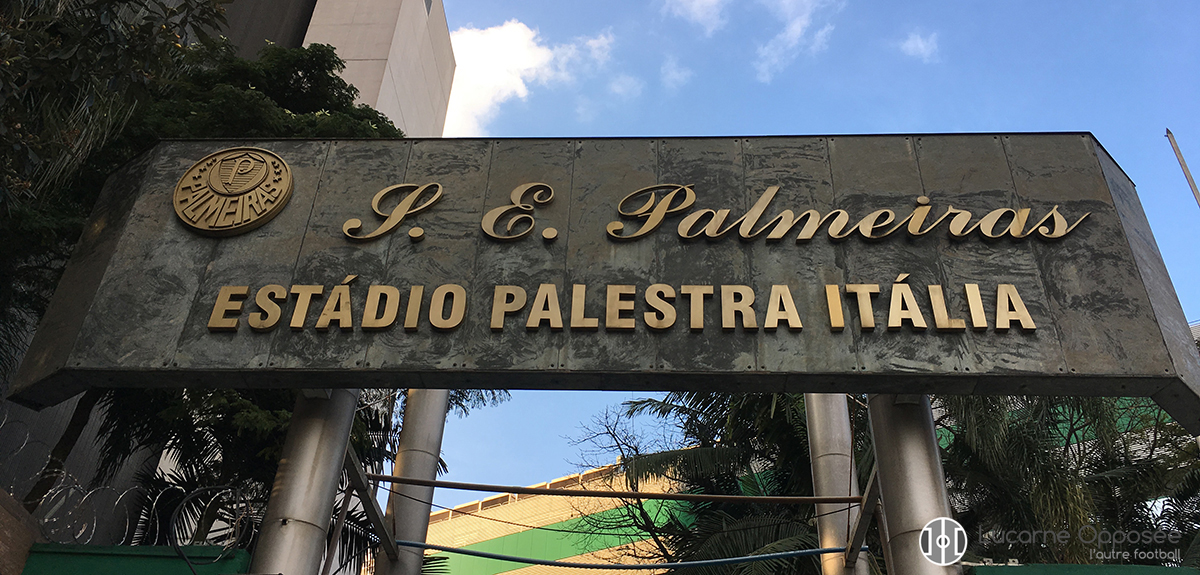 PALMEIRAS
S. E. Palmeiras
ESTÁDIO PALESTRA ITÁLIA
Lucarne Opposée
l'autre football